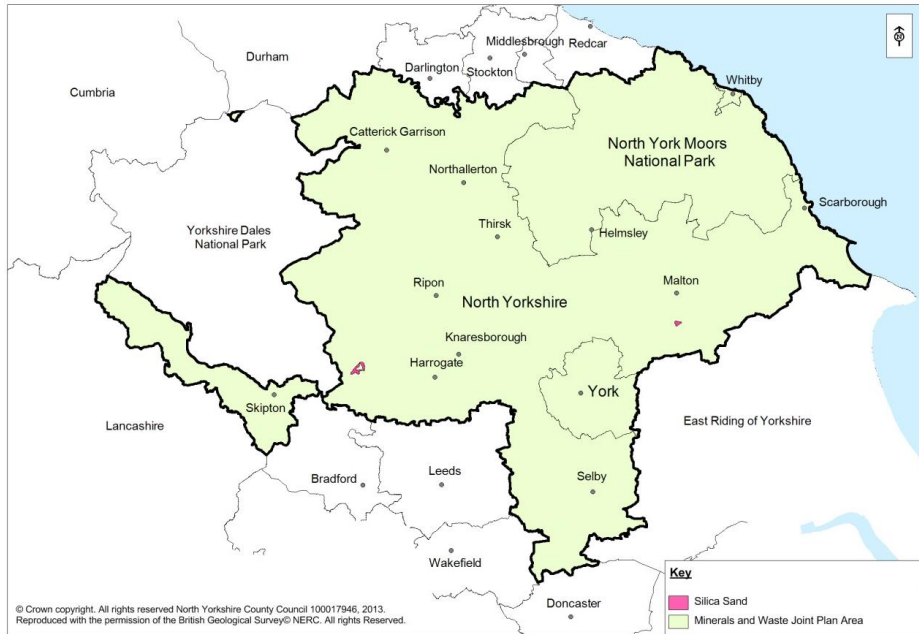 Durham
Middlesbrough
Redcar
Stockton
Darlington
Cumbria
Whitby
Catterick Garrison
North York Moors
National Park
Northallerton
Scarborough
Yorkshire Dales
National Park
Thirsk
Helmsley
Ripon
North Yorkshire
Malton
Knaresborough
Harrogate
York
Skipton
Lancashire
East Riding of Yorkshire
Bradford
Leeds
Selby
Wakefield
Doncaster
Key
Silica Sand
Minerals and Waste Joint Plan Area
© Crown copyright. All rights reserved North Yorkshire County Council 100017946, 2013.
Reproduced with the permission of the British Geological Survey© NERC. All rights Reserved.